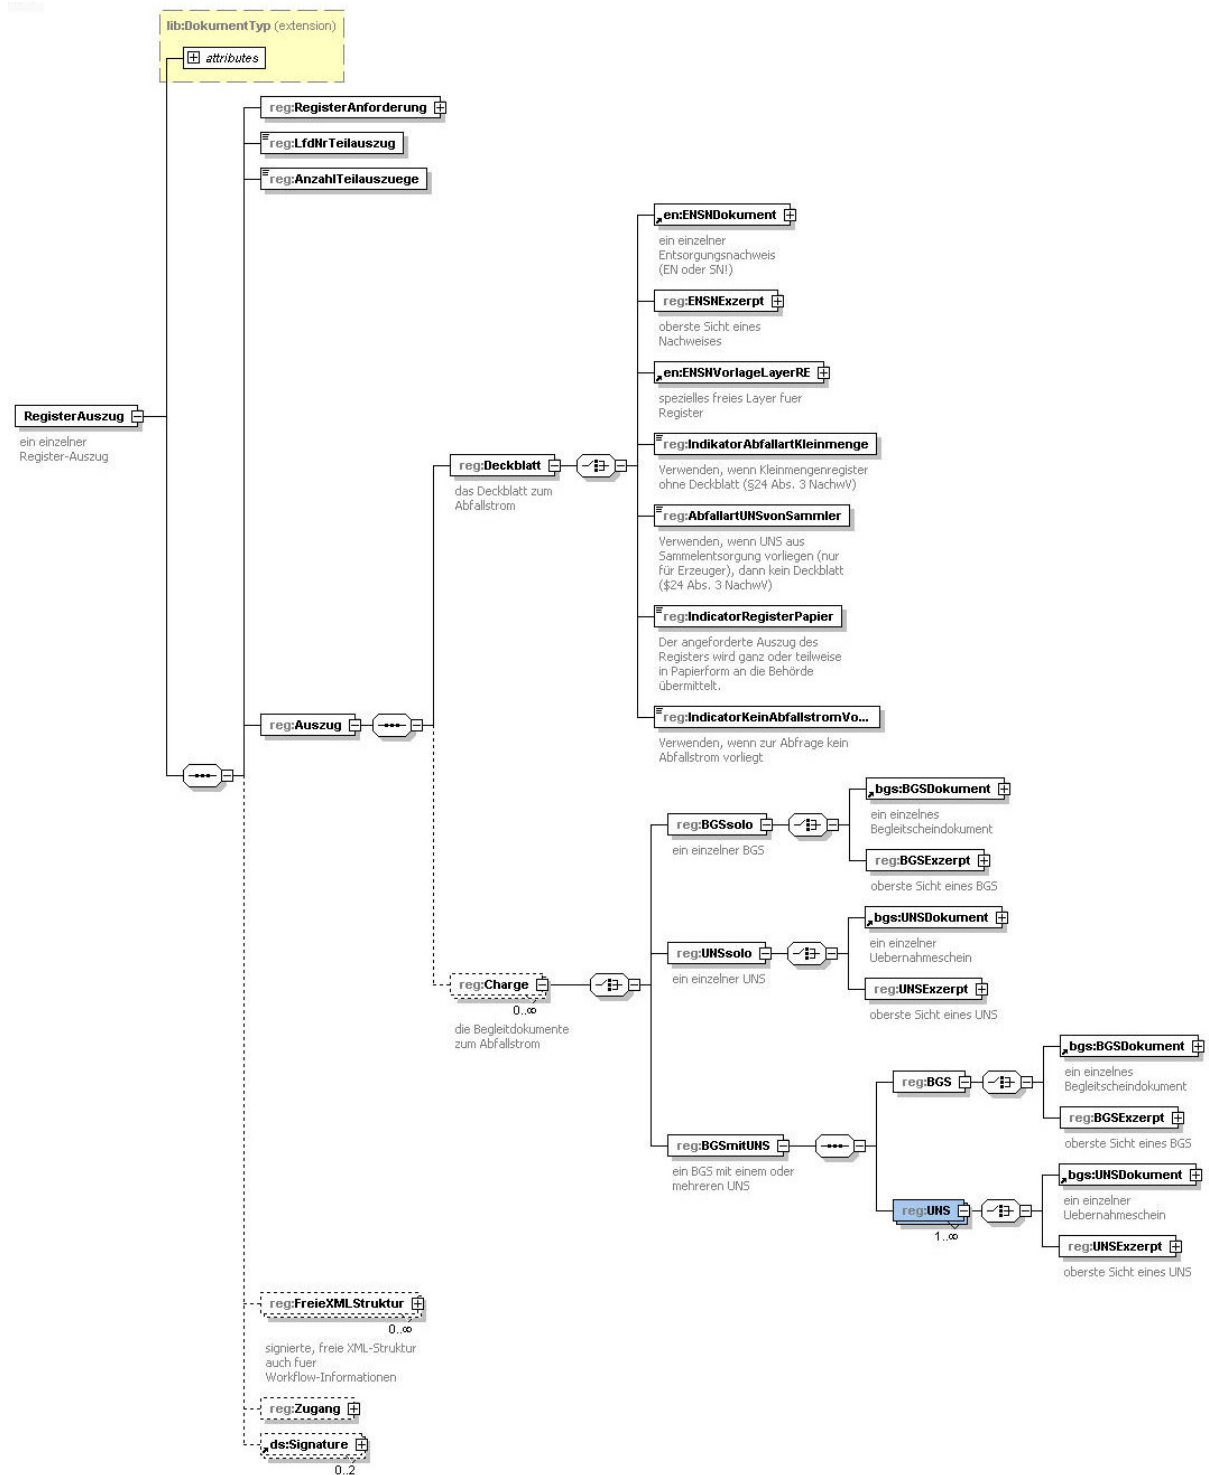 lib:DokumentTyp (extension)
attributes
reg:RegisterAnforderung
reg:LfdNrTeilauszug
reg:AnzahlTeilauszuege
en:ENSNDokument
ein einzelner
Entsorgungsnachweis
(EN oder SN!)
reg:ENSNExzerpt
oberste Sicht eines
Nachweises
en:ENSNVorlageLayerRE
spezielles freies Layer fuer
Register
RegisterAuszug
ein einzelner
Register-Auszug
reg:IndikatorAbfallartKleinmenge
Verwenden, wenn Kleinmengenregister
ohne Deckblatt (§24 Abs. 3 NachwV)
reg:Deckblatt
das Deckblatt zum
Abfallstrom
reg:AbfallartUNSvonSammler
Verwenden, wenn UNS aus
Sammelentsorgung vorliegen (nur
für Erzeuger), dann kein Deckblatt
($24 Abs. 3 NachwV)
reg:IndicatorRegisterPapier
Der angeforderte Auszug des
Registers wird ganz oder teilweise
in Papierform an die Behörde
übermittelt.
reg:IndicatorKeinAbfallstromVo...
Verwenden, wenn zur Abfrage kein
Abfallstrom vorliegt
reg:Auszug
bgs:BGSDokument
ein einzelnes
Begleitscheindokument
reg:BGSsolo
ein einzelner BGS
reg:BGSExzerpt
oberste Sicht eines BGS
bgs:UNSDokument
ein einzelner
Uebernahmeschein
reg:UNSsolo
ein einzelner UNS
reg:UNSExzerpt
oberste Sicht eines UNS
reg:Charge
0..∞
die Begleitdokumente
zum Abfallstrom
bgs:BGSDokument
ein einzelnes
Begleitscheindokument
reg:BGS
reg:BGSExzerpt
oberste Sicht eines BGS
reg:BGSmitUNS
ein BGS mit einem oder
mehreren UNS
bgs:UNSDokument
ein einzelner
Uebernahmeschein
reg:UNS
1..∞
reg:UNSExzerpt
oberste Sicht eines UNS
reg:FreieXMLStruktur
0..∞
signierte, freie XML-Struktur
auch fuer
Workflow-Informationen
reg:Zugang
ds:Signature
0..2